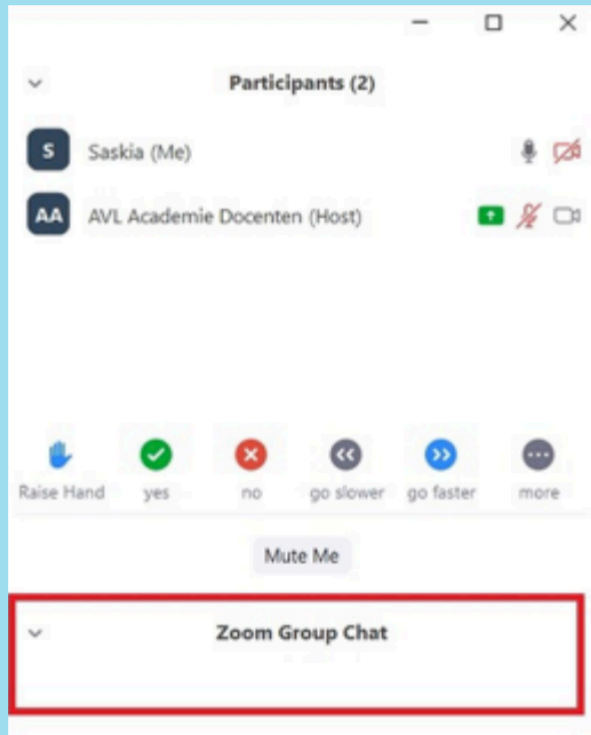 Participants (2)
S Saskia (Me)
AA AVL Academie Docenten (Host)
Raise Hand yes no go slower go faster more
Mute Me
Zoom Group Chat